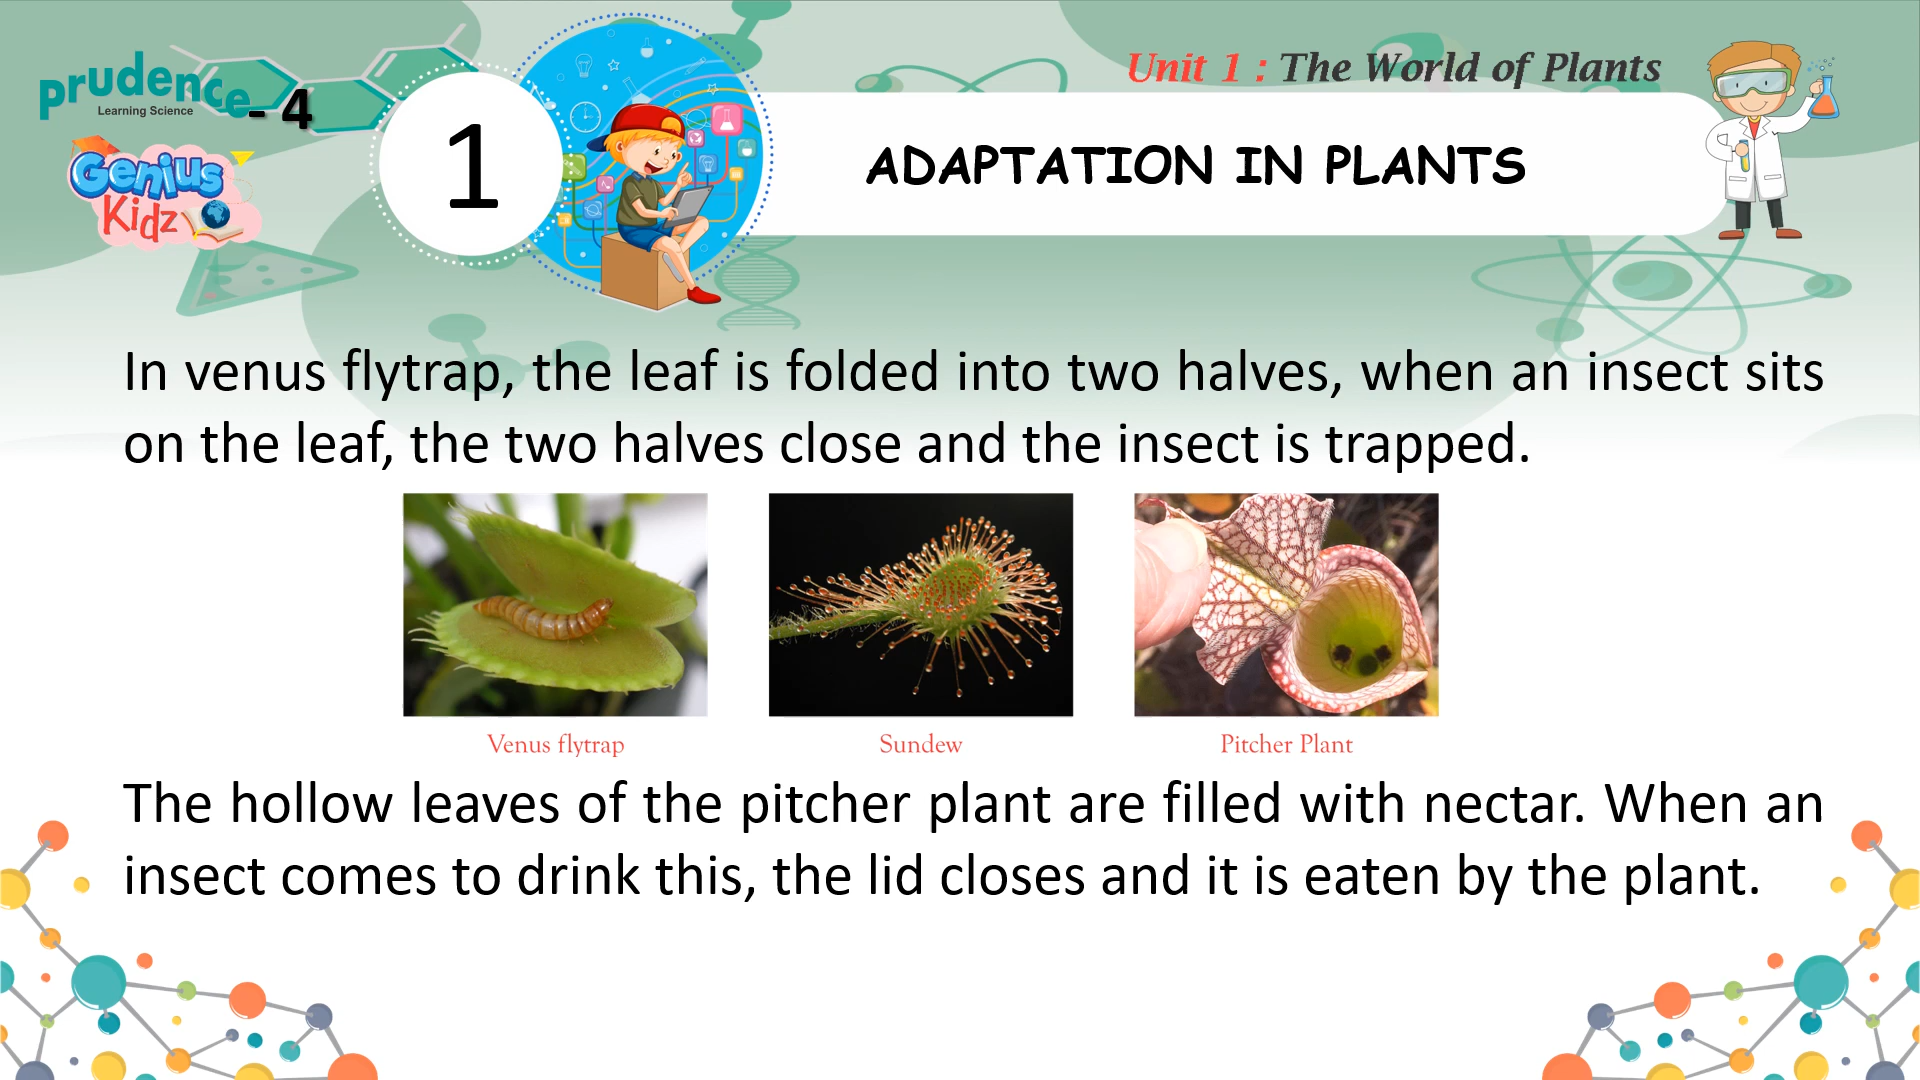 prudence - 4
Learning Science
Genius
Kidz
1
Unit 1 : The World of Plants
ADAPTATION IN PLANTS
In venus flytrap, the leaf is folded into two halves, when an insect sits
on the leaf, the two halves close and the insect is trapped.
Venus flytrap
Sundew
Pitcher Plant
The hollow leaves of the pitcher plant are filled with nectar. When an
insect comes to drink this, the lid closes and it is eaten by the plant.